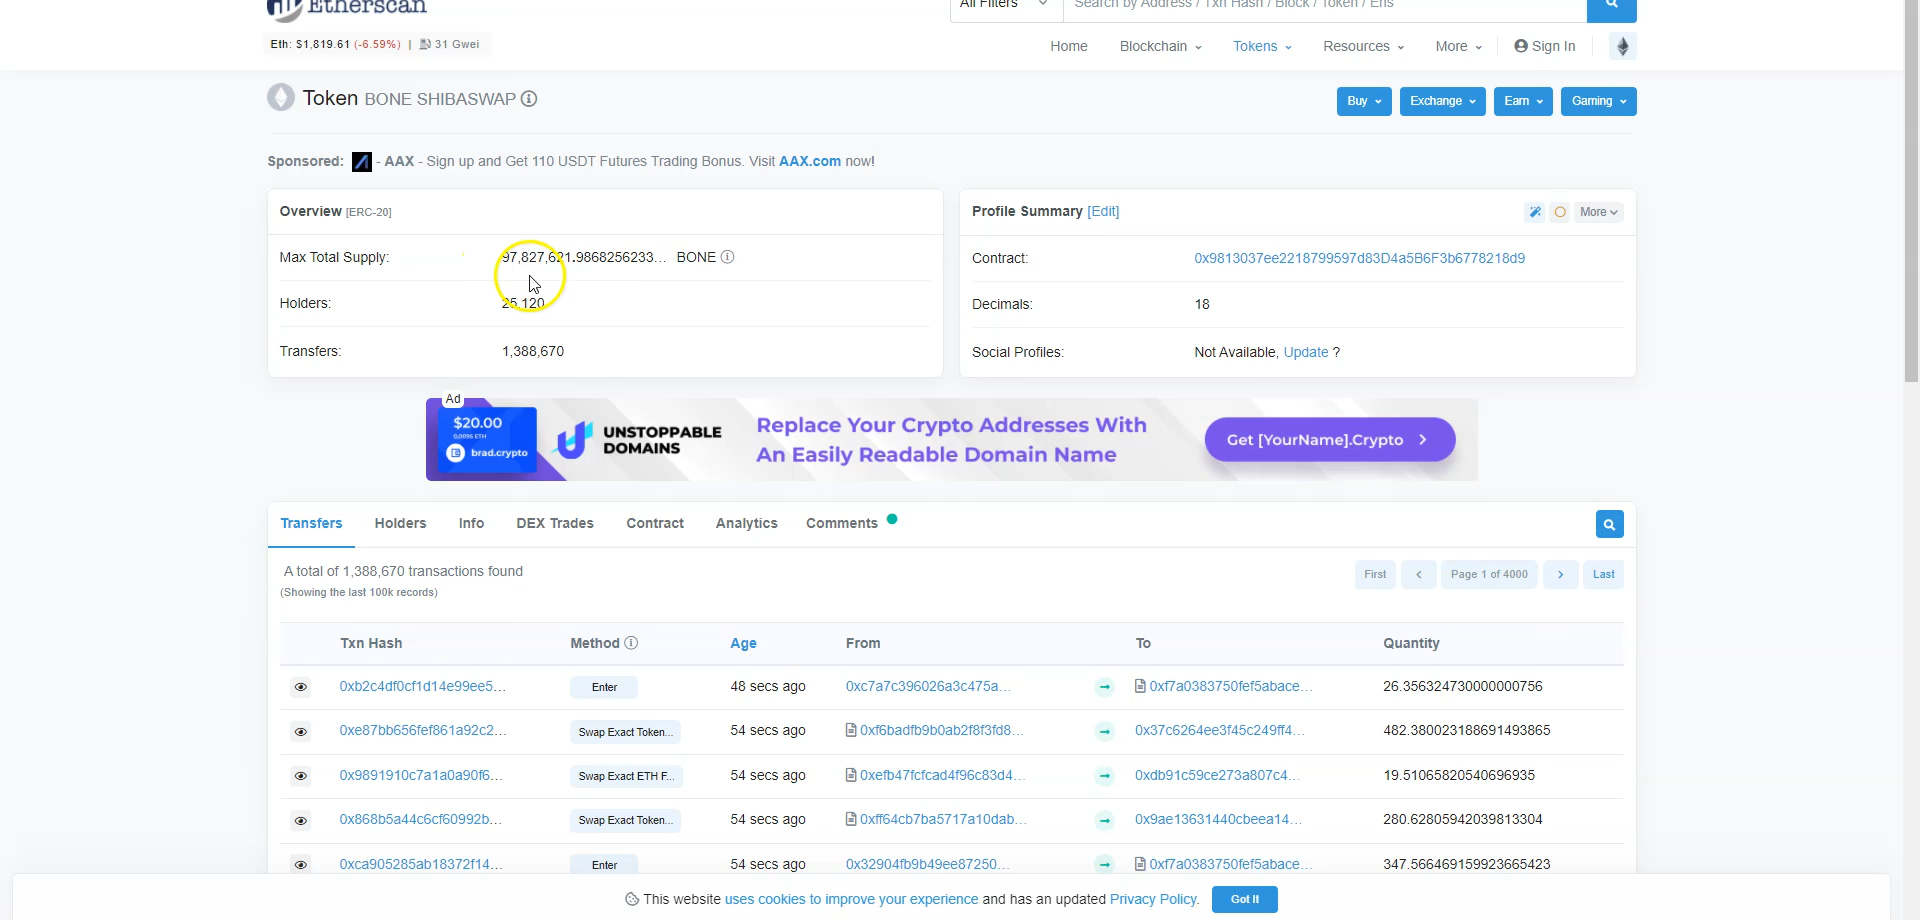 Etherscan
All Filters
Search by Address / Txn Hash / Block / Token / Ens
Eth: $1,819.61 (-6.59%) | 31 Gwei
Home
Blockchain
Tokens
Resources
More
Sign In
Token BONE SHIBASWAP
Buy
Exchange
Earn
Gaming
Sponsored: - AAX - Sign up and Get 110 USDT Futures Trading Bonus. Visit AAX.com now!
Overview [ERC-20]
Max Total Supply: 97,827,621.9868256233... BONE
Holders: 25,120
Transfers: 1,388,670
Profile Summary [Edit]
More
Contract: 0x9813037ee2218799597d83D4a5B6F3b6778218d9
Decimals: 18
Social Profiles: Not Available, Update ?
Ad
$20.00
0,0095 ETH
brad.crypto
UNSTOPPABLE
DOMAINS
Replace Your Crypto Addresses With
An Easily Readable Domain Name
Get [YourName].Crypto
Transfers
Holders
Info
DEX Trades
Contract
Analytics
Comments
A total of 1,388,670 transactions found
(Showing the last 100k records)
First
Page 1 of 4000
Last
Txn Hash Method Age From To Quantity
0xb2c4df0cf1d14e99ee5... Enter 48 secs ago 0xc7a7c396026a3c475a... 0xf7a0383750fef5abace... 26.356324730000000756
0xe87bb656fef861a92c2... Swap Exact Token... 54 secs ago 0xf6badfb9b0ab2f8f3fd8... 0x37c6264ee3f45c249ff4... 482.380023188691493865
0x9891910c7a1a0a90f6... Swap Exact ETH F... 54 secs ago 0xefb47fcfcad4f96c83d4... 0xdb91c59ce273a807c4... 19.51065820540696935
0x868b5a44c6cf60992b... Swap Exact Token... 54 secs ago 0xff64cb7ba5717a10dab... 0x9ae13631440cbeea14... 280.62805942039813304
0xca905285ab18372f14... Enter 54 secs ago 0x32904fb9b49ee87250... 0xf7a0383750fef5abace... 347.566469159923665423
This website uses cookies to improve your experience and has an updated Privacy Policy.
Got It